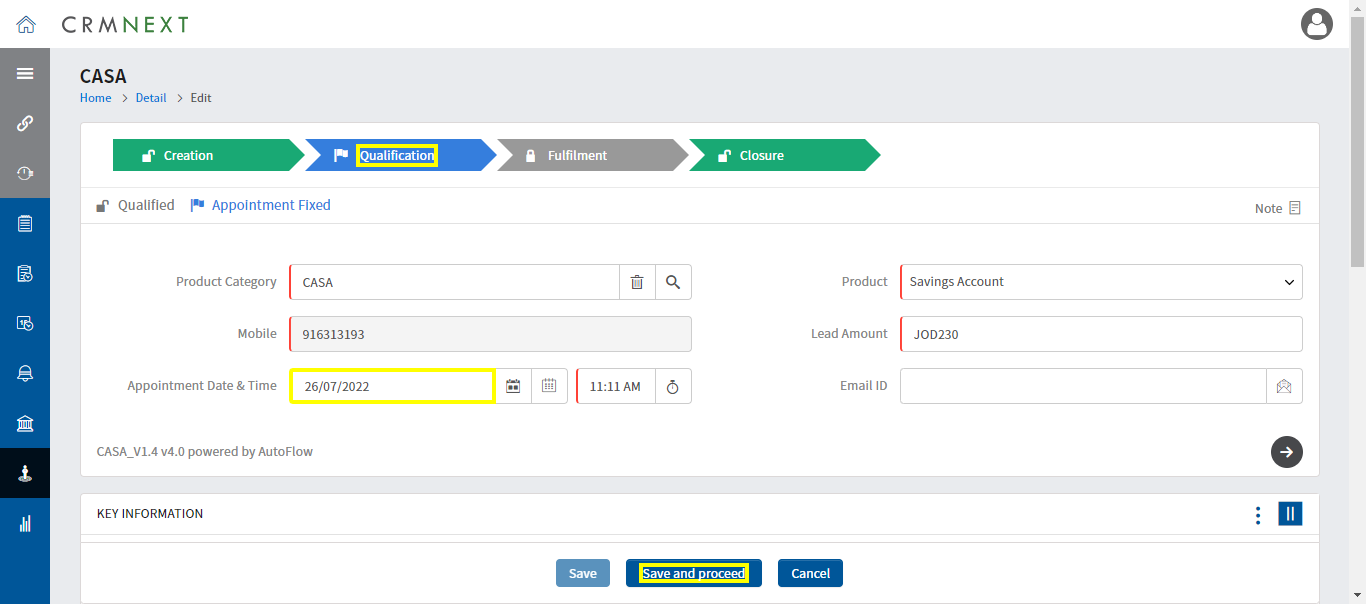 CRMNEXT
CASA
Home > Detail > Edit
Creation Qualification Fulfilment Closure
Qualified Appointment Fixed Note
Product Category CASA Product Savings Account
Mobile 916313193 Lead Amount JOD230
Appointment Date & Time 26/07/2022 11:11 AM Email ID
CASA_V1.4 v4.0 powered by AutoFlow
KEY INFORMATION
Save Save and proceed Cancel